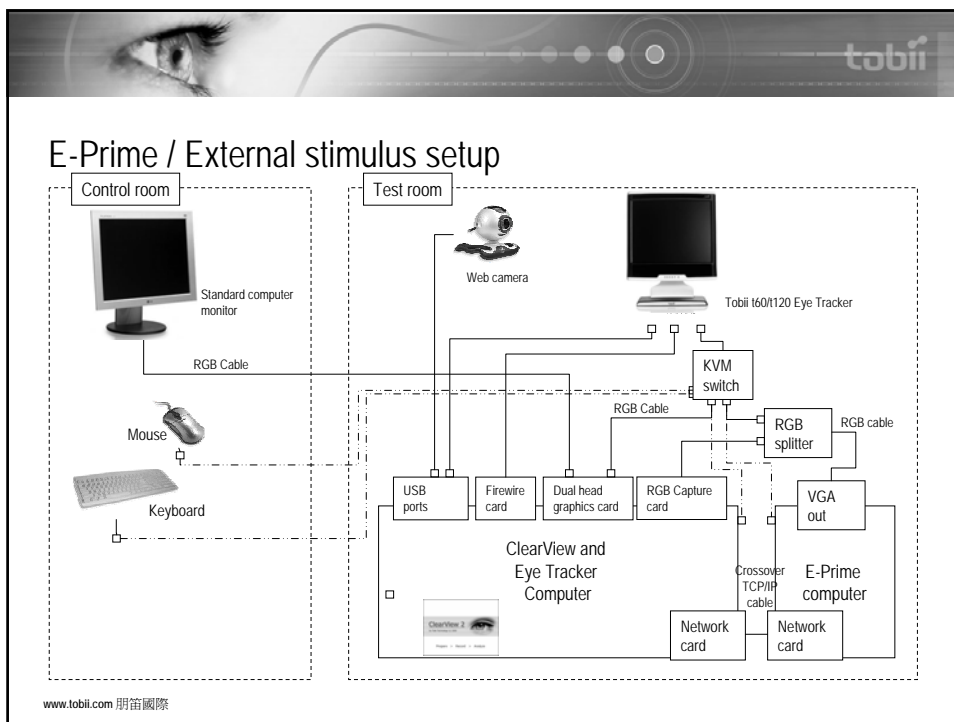 tobii
E-Prime / External stimulus setup
Control room
Test room
Web camera
Standard computer
monitor
Tobii t60/t120 Eye Tracker
RGB Cable
KVM
switch
RGB Cable
RGB
splitter
RGB cable
Mouse
Keyboard
USB
ports
Firewire
card
Dual head
graphics card
RGB Capture
card
VGA
out
ClearView and
Eye Tracker
Computer
Crossover
TCP/IP
cable
E-Prime
computer
ClearView 2
Network
card
Network
card
www.tobii.com 朋笛國際